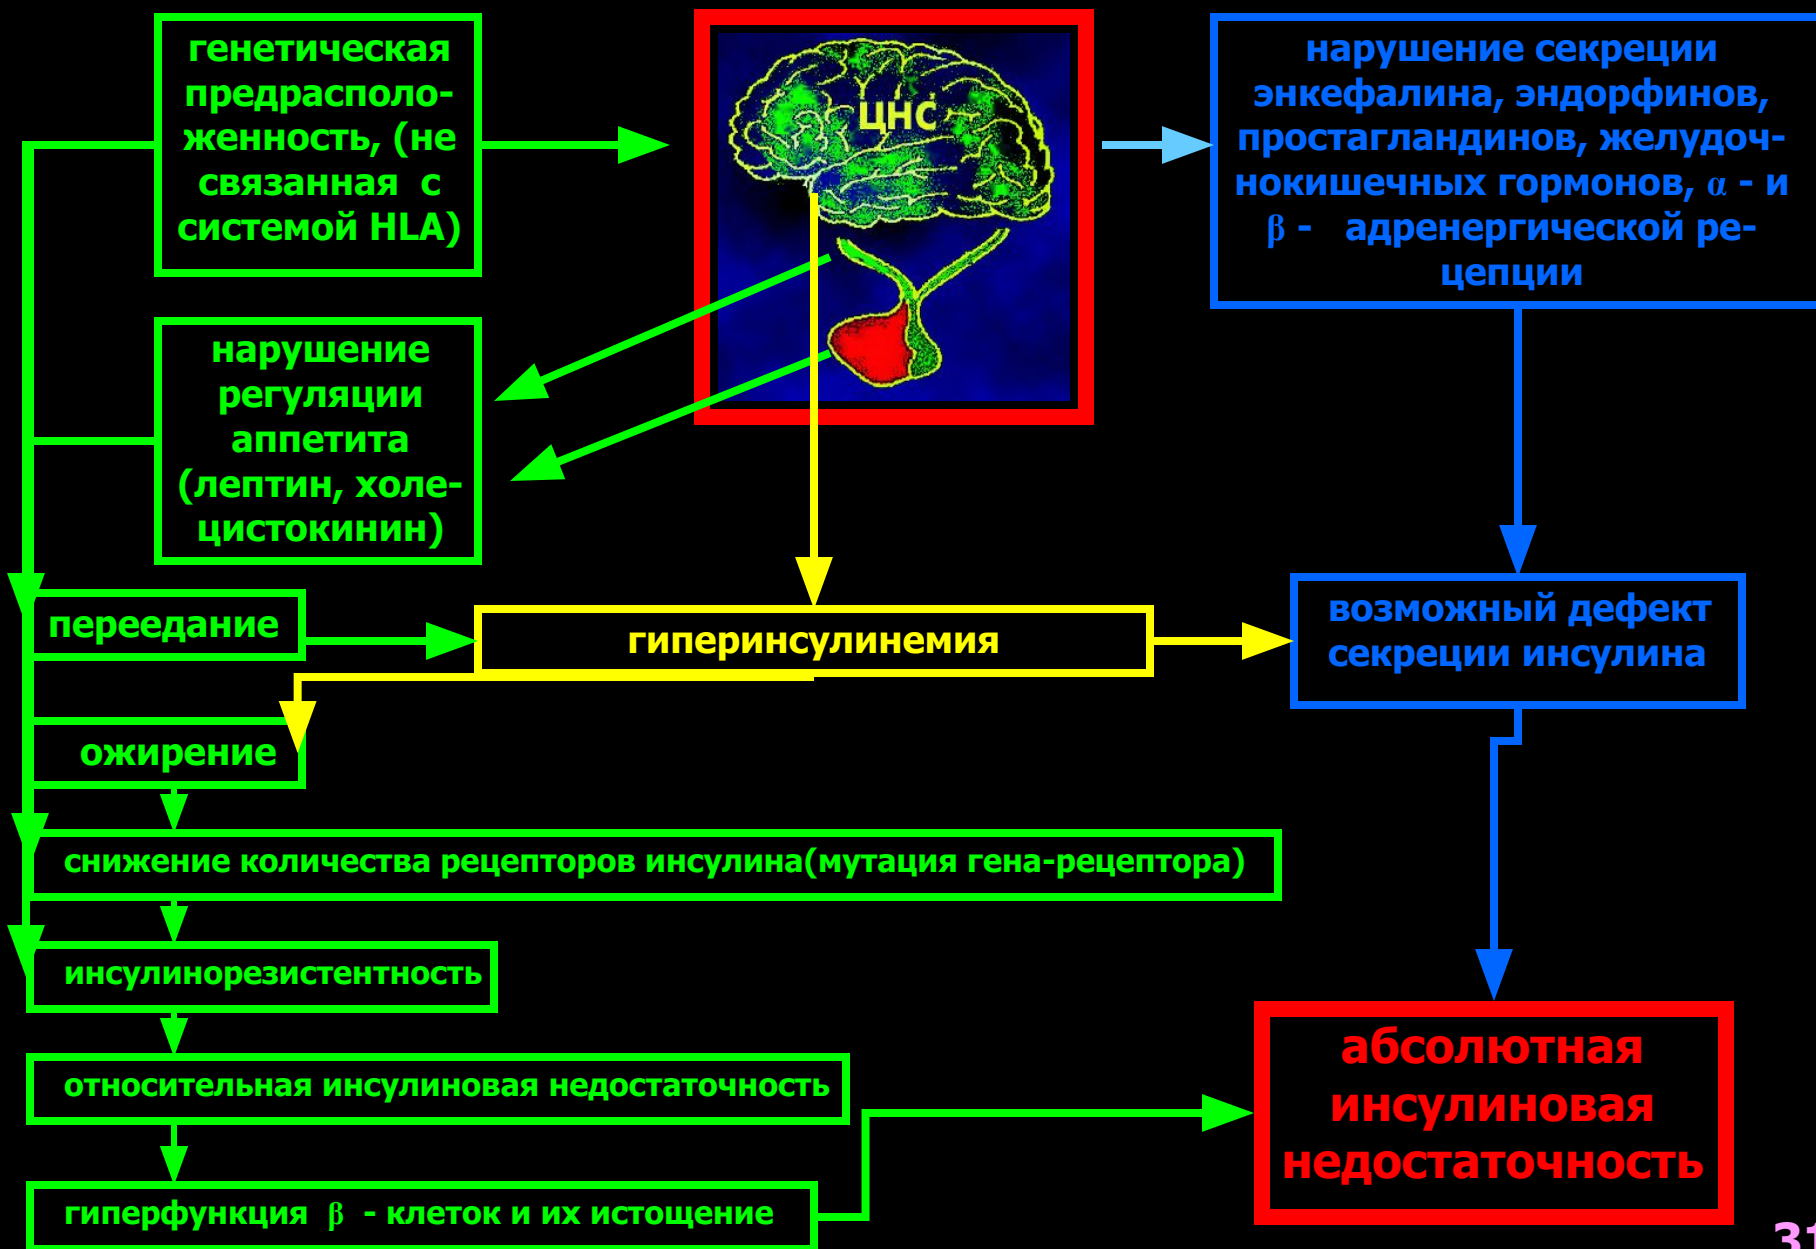 генетическая
предрасполо-
женность, (не
связанная с
системой HLA)
ЦНС
нарушение секреции
энкефалина, эндорфинов,
простагландинов, желудоч-
нокишечных гормонов, α - и
β - адренергической ре-
цепции
нарушение
регуляции
аппетита
(лептин, холе-
цистокинин)
переедание
гиперинсулинемия
возможный дефект
секреции инсулина
ожирение
снижение количества рецепторов инсулина(мутация гена-рецептора)
инсулинорезистентность
относительная инсулиновая недостаточность
абсолютная
инсулиновая
недостаточность
гиперфункция β - клеток и их истощение